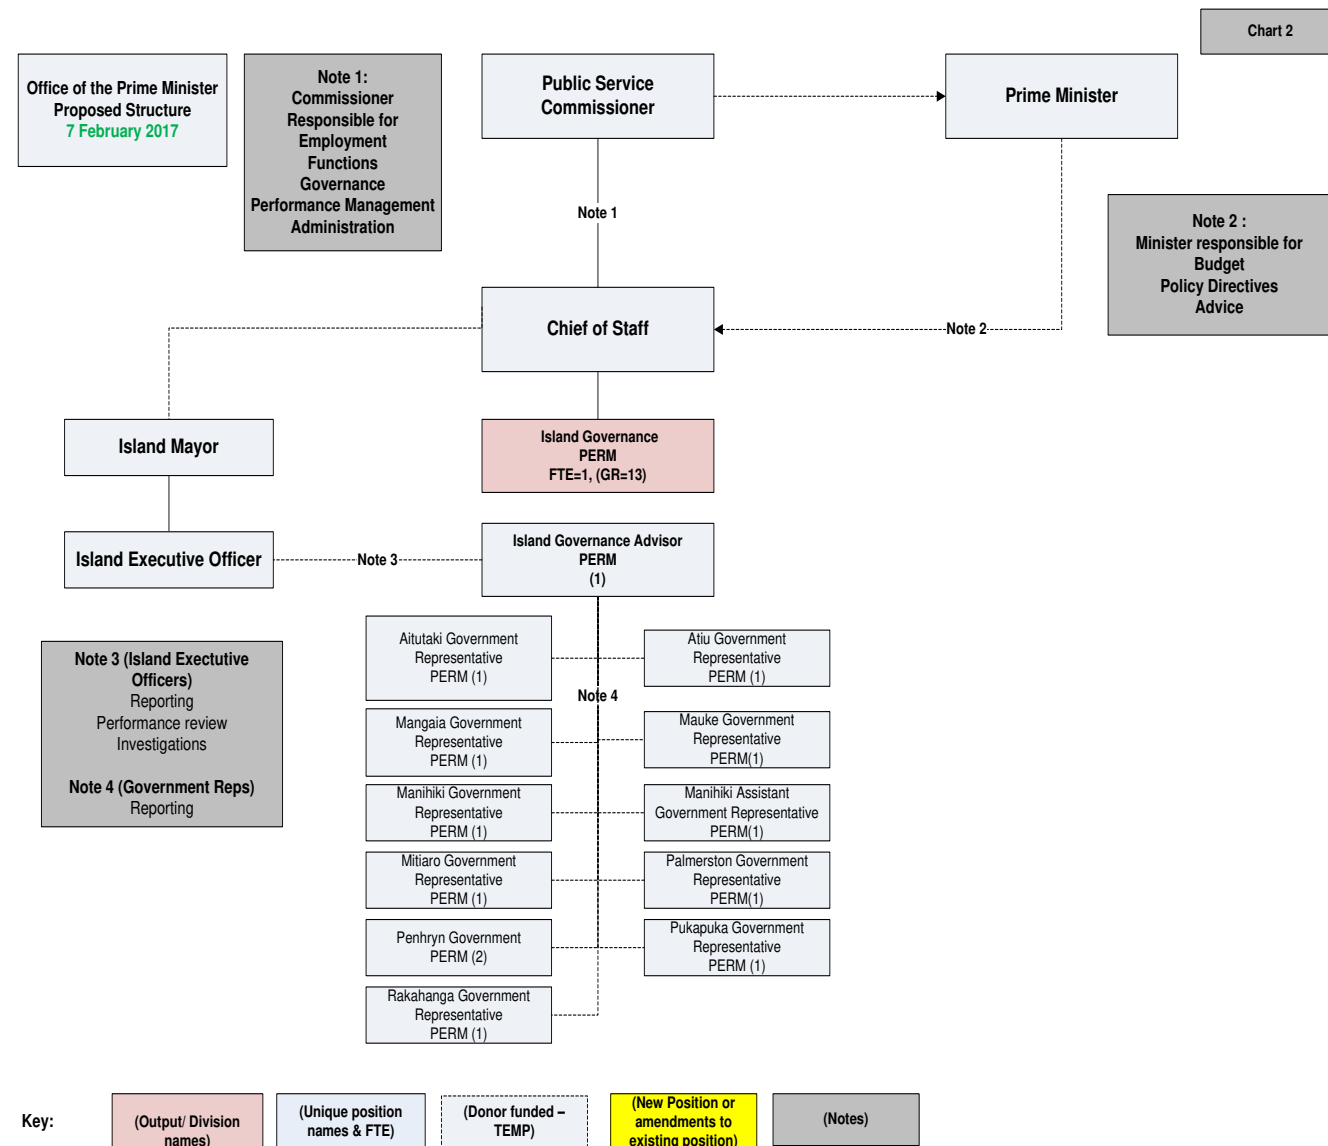 Chart 2
Office of the Prime Minister
Proposed Structure
7 February 2017
Note 1:
Commissioner
Responsible for
Employment
Functions
Governance
Performance Management
Administration
Public Service
Commissioner
Prime Minister
Note 1
Note 2 :
Minister responsible for
Budget
Policy Directives
Advice
Chief of Staff
Note 2
Island Mayor
Island Governance
PERM
FTE=1, (GR=13)
Island Executive Officer
Note 3
Island Governance Advisor
PERM
(1)
Note 3 (Island Exectutive
Officers)
Reporting
Performance review
Investigations
Note 4 (Government Reps)
Reporting
Aitutaki Government
Representative
PERM (1)
Atiu Government
Representative
PERM (1)
Note 4
Mangaia Government
Representative
PERM (1)
Mauke Government
Representative
PERM(1)
Manihiki Government
Representative
PERM (1)
Manihiki Assistant
Government Representative
PERM(1)
Mitiaro Government
Representative
PERM (1)
Palmerston Government
Representative
PERM(1)
Penhryn Government
PERM (2)
Pukapuka Government
Representative
PERM (1)
Rakahanga Government
Representative
PERM (1)
Key:
(Output/ Division
names)
(Unique position
names & FTE)
(Donor funded –
TEMP)
(New Position or
amendments to
existing position)
(Notes)